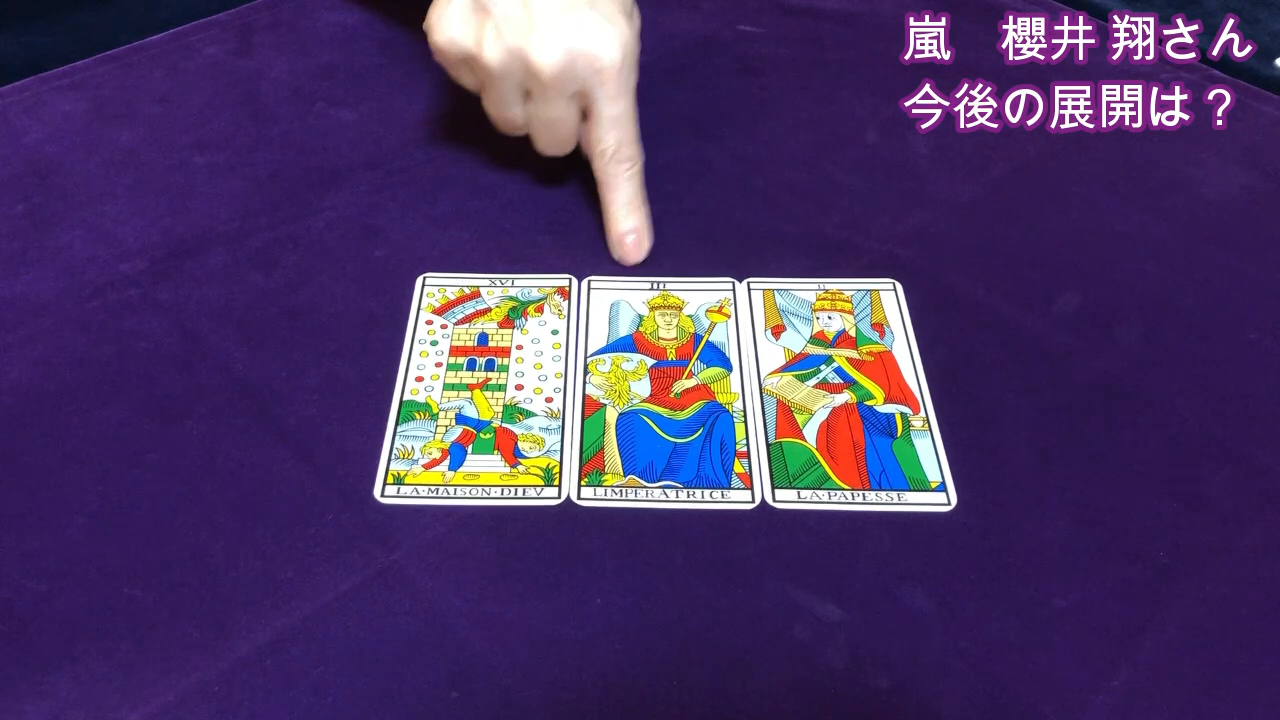 嵐　櫻井 翔さん
今後の展開は？
XVI
III
II
LA·MAISON·DIEV
LIMPERATRICE
LA·PAPESSE